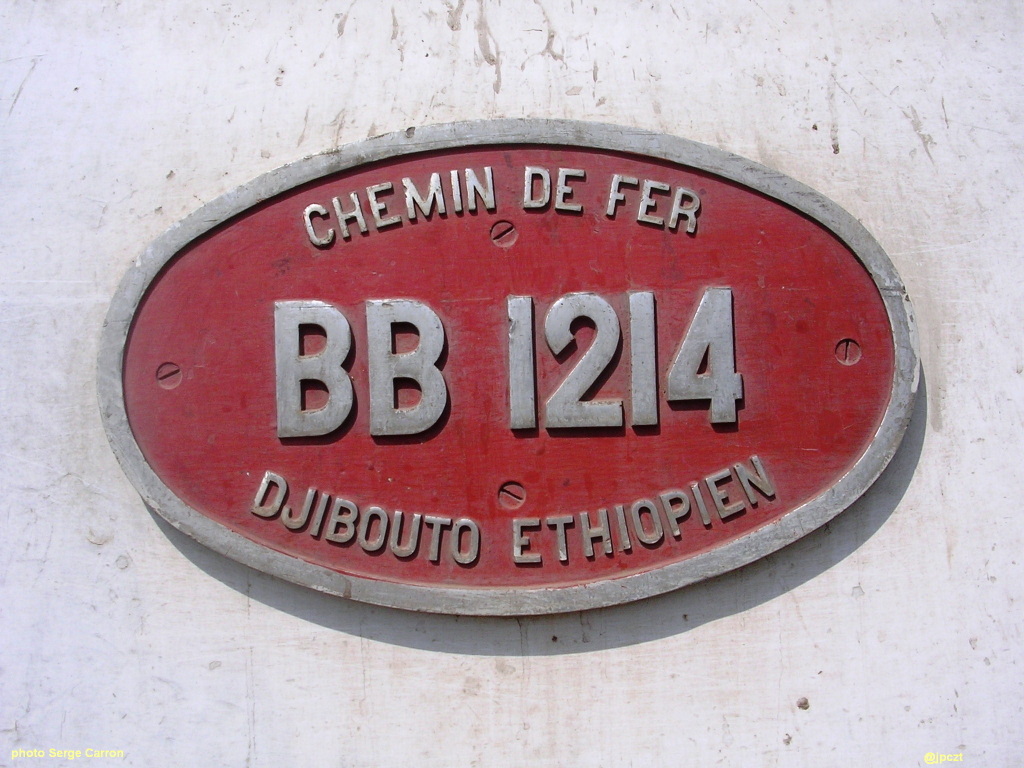 CHEMIN DE FER
BB 1214
DJIBOUTO ETHIOPIEN
photo Serge Carron
@jpczt